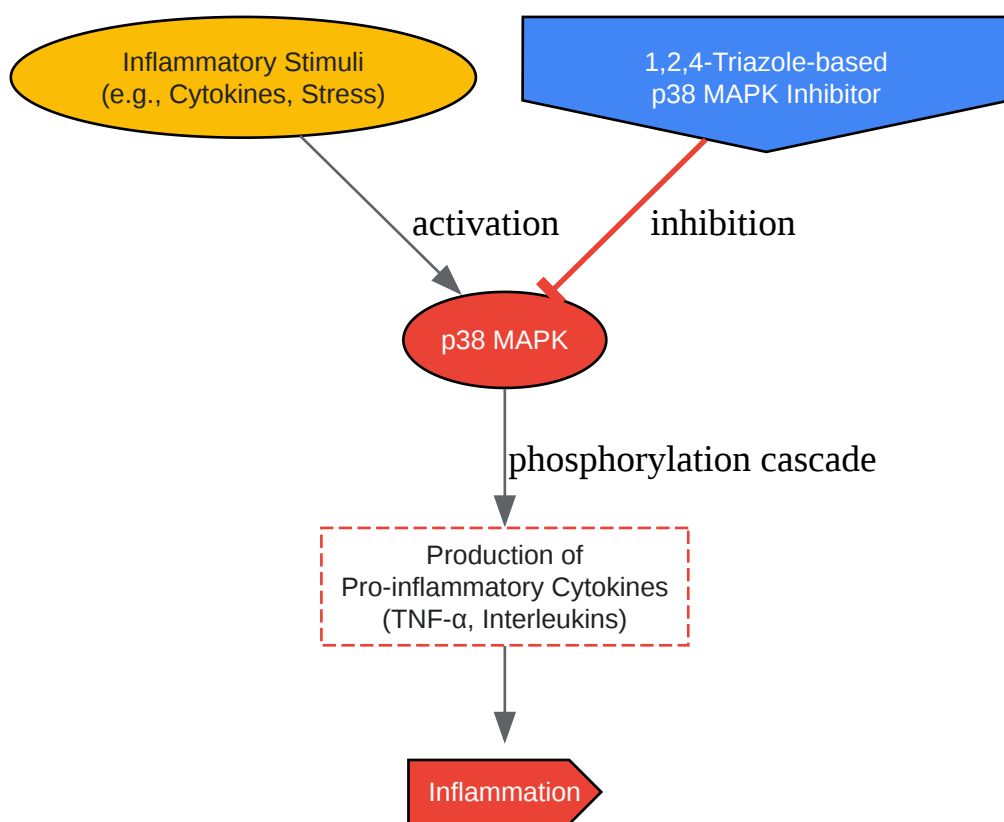 Inflammatory Stimuli
(e.g., Cytokines, Stress)
1,2,4-Triazole-based
p38 MAPK Inhibitor
activation
inhibition
p38 MAPK
phosphorylation cascade
Production of
Pro-inflammatory Cytokines
(TNF-α, Interleukins)
Inflammation